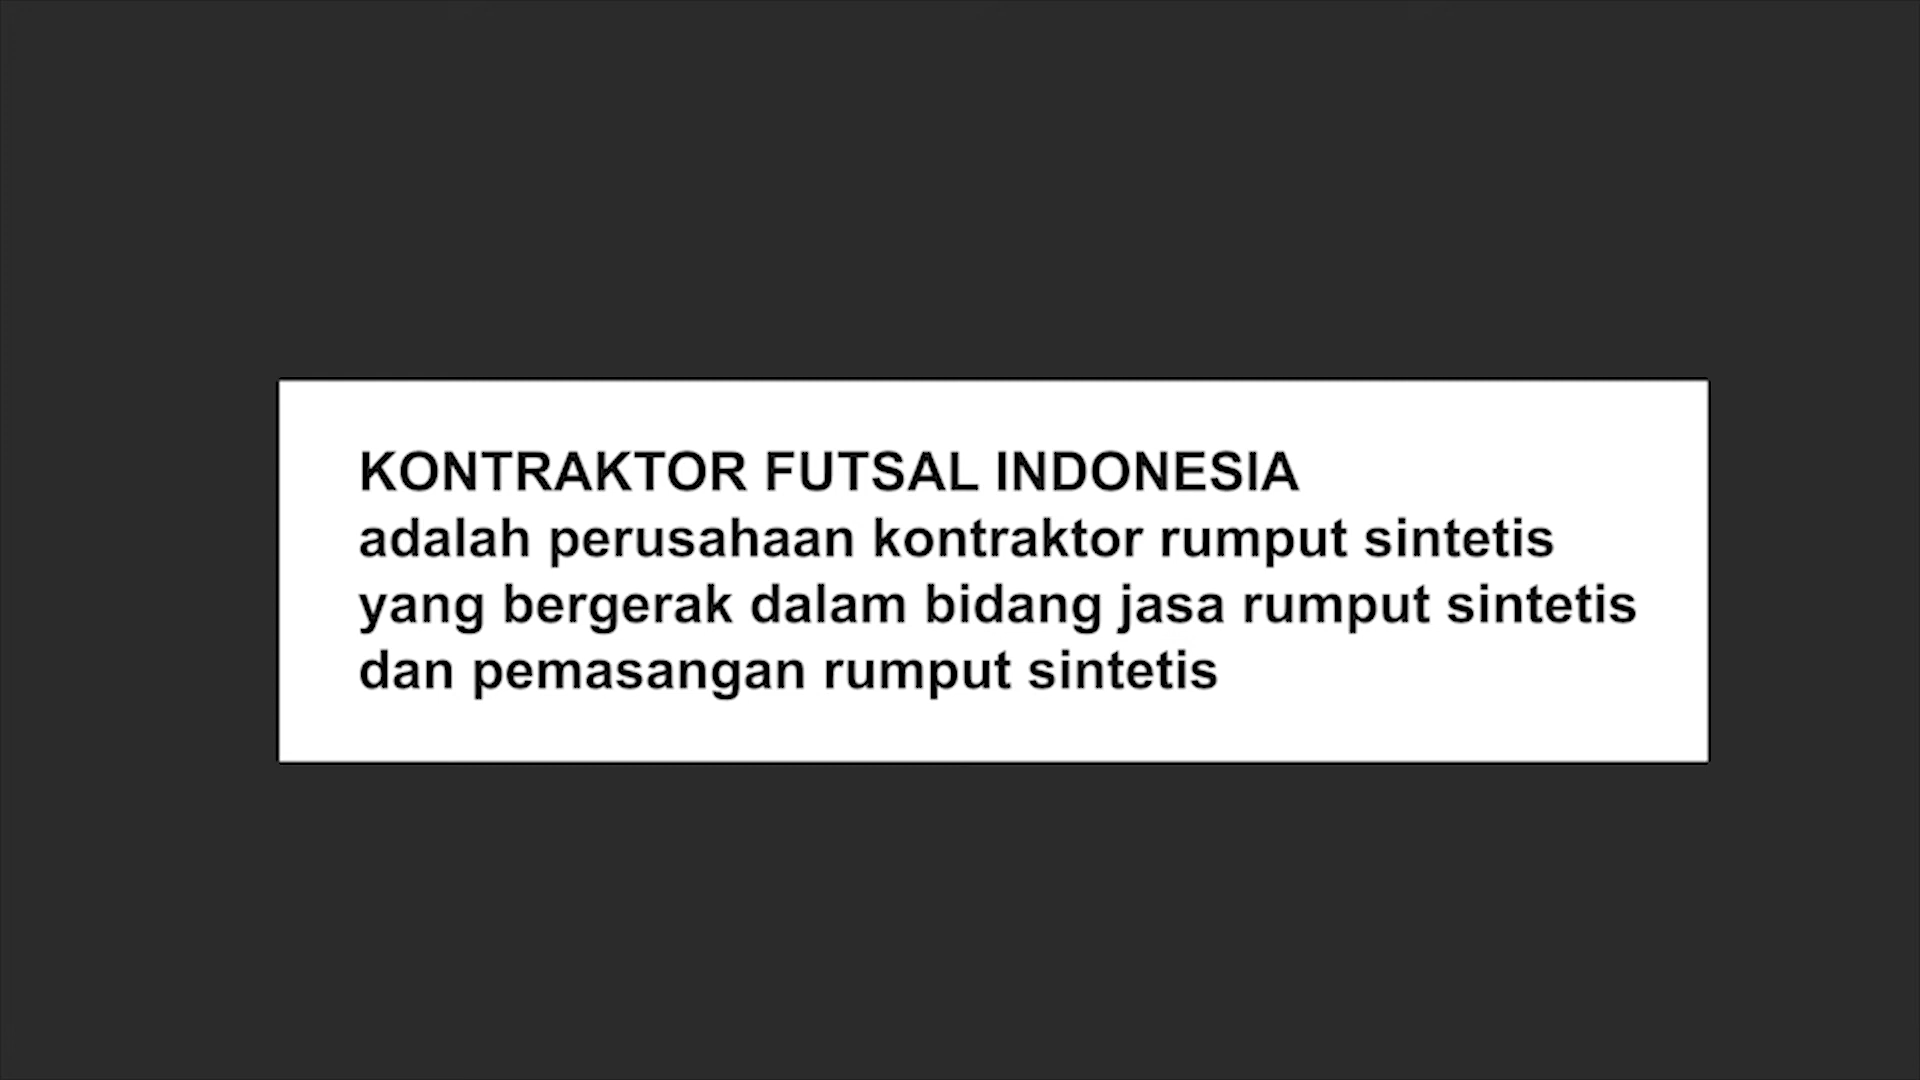 KONTRAKTOR FUTSAL INDONESIA
adalah perusahaan kontraktor rumput sintetis
yang bergerak dalam bidang jasa rumput sintetis
dan pemasangan rumput sintetis